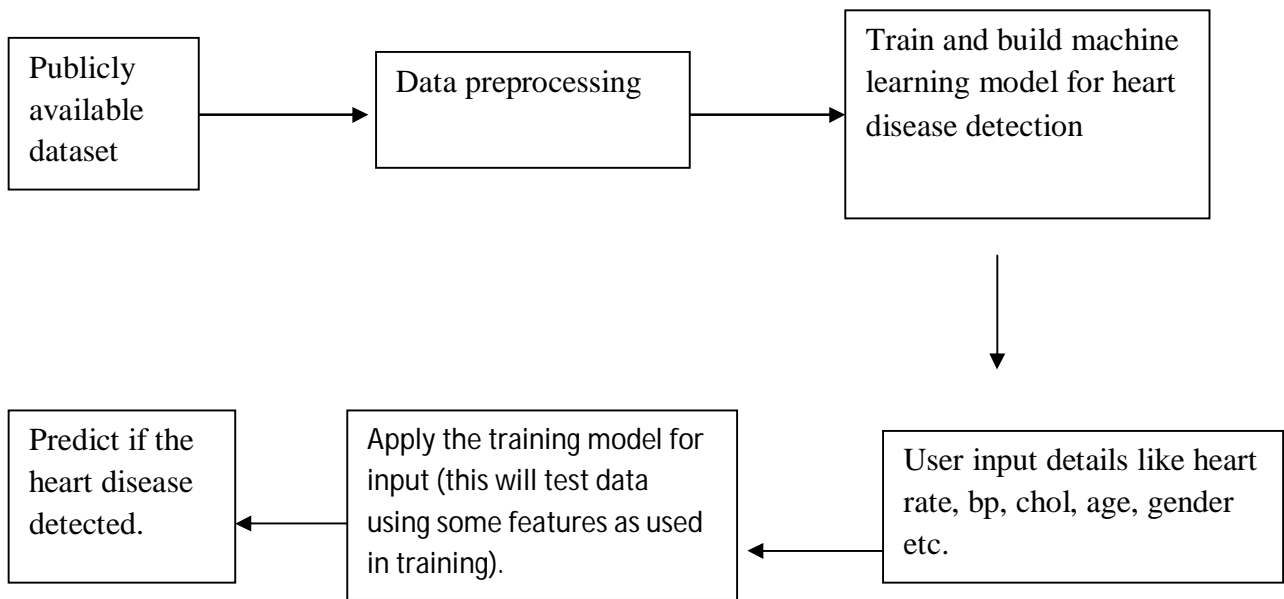 Publicly
available
dataset
Data preprocessing
Train and build machine
learning model for heart
disease detection
User input details like heart
rate, bp, chol, age, gender
etc.
Apply the training model for
input (this will test data
using some features as used
in training).
Predict if the
heart disease
detected.